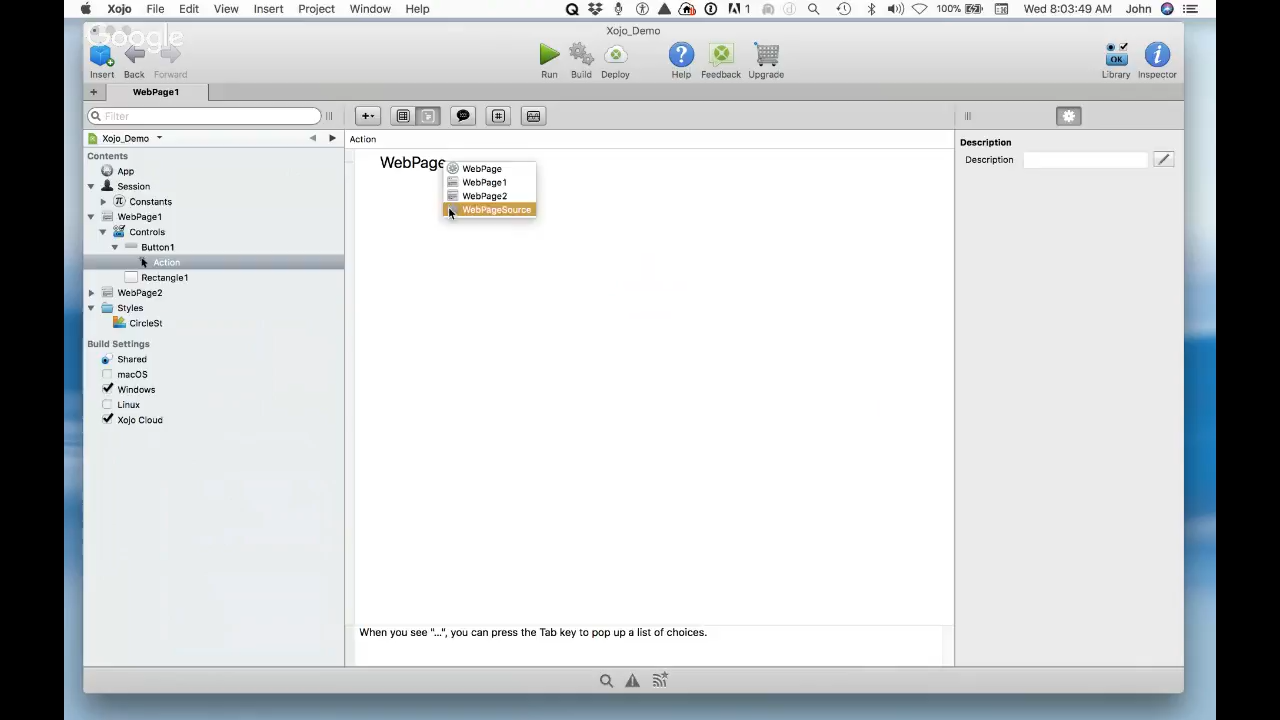 Xojo File Edit View Insert Project Window Help 1 100% Wed 8:03:49 AM John
Google
Xojo_Demo
Insert Back Forward Run Build Deploy Help Feedback Upgrade OK Library Inspector
WebPage1
Filter
Xojo_Demo
Action
Contents
App
Session
Constants
WebPage1
Controls
Button1
Action
Rectangle1
WebPage2
Styles
CircleSt
Build Settings
Shared
macOS
Windows
Linux
Xojo Cloud
WebPage
WebPage
WebPage1
WebPage2
WebPageSource
When you see "...", you can press the Tab key to pop up a list of choices.
Description
Description